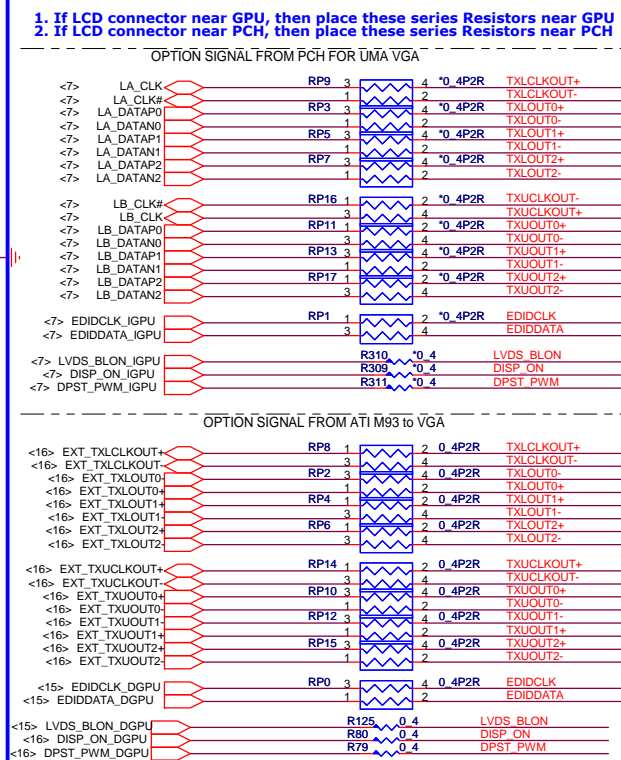 1. If LCD connector near GPU, then place these series Resistors near GPU
2. If LCD connector near PCH, then place these series Resistors near PCH
OPTION SIGNAL FROM PCH FOR UMA VGA
<7> LA_CLK RP9 3 4 *0_4P2R TXLCLKOUT+
<7> LA_CLK# 1 2 TXLCLKOUT-
<7> LA_DATAP0 RP3 3 4 *0_4P2R TXLOUT0+
<7> LA_DATAN0 1 2 TXLOUT0-
<7> LA_DATAP1 RP5 3 4 *0_4P2R TXLOUT1+
<7> LA_DATAN1 1 2 TXLOUT1-
<7> LA_DATAP2 RP7 3 4 *0_4P2R TXLOUT2+
<7> LA_DATAN2 1 2 TXLOUT2-
<7> LB_CLK# RP16 1 2 *0_4P2R TXUCLKOUT-
<7> LB_CLK 3 4 TXUCLKOUT+
<7> LB_DATAP0 RP11 1 2 *0_4P2R TXUOUT0+
<7> LB_DATAN0 3 4 TXUOUT0-
<7> LB_DATAP1 RP13 3 4 *0_4P2R TXUOUT1+
<7> LB_DATAN1 1 2 TXUOUT1-
<7> LB_DATAP2 RP17 1 2 *0_4P2R TXUOUT2+
<7> LB_DATAN2 3 4 TXUOUT2-
<7> EDIDCLK_IGPU RP1 1 2 *0_4P2R EDIDCLK
<7> EDIDDATA_IGPU 3 4 EDIDDATA
<7> LVDS_BLON_IGPU R310 *0_4 LVDS_BLON
<7> DISP_ON_IGPU R309 *0_4 DISP_ON
<7> DPST_PWM_IGPU R311 *0_4 DPST_PWM
OPTION SIGNAL FROM ATI M93 to VGA
<16> EXT_TXLCLKOUT+ RP8 1 2 0_4P2R TXLCLKOUT+
<16> EXT_TXLCLKOUT- 3 4 TXLCLKOUT-
<16> EXT_TXLOUT0- RP2 3 4 0_4P2R TXLOUT0-
<16> EXT_TXLOUT0+ 1 2 TXLOUT0+
<16> EXT_TXLOUT1+ RP4 1 2 0_4P2R TXLOUT1+
<16> EXT_TXLOUT1- 3 4 TXLOUT1-
<16> EXT_TXLOUT2+ RP6 1 2 0_4P2R TXLOUT2+
<16> EXT_TXLOUT2- 3 4 TXLOUT2-
<16> EXT_TXUCLKOUT+ RP14 1 2 0_4P2R TXUCLKOUT+
<16> EXT_TXUCLKOUT- 3 4 TXUCLKOUT-
<16> EXT_TXUOUT0+ RP10 3 4 0_4P2R TXUOUT0+
<16> EXT_TXUOUT0- 1 2 TXUOUT0-
<16> EXT_TXUOUT1- RP12 3 4 0_4P2R TXUOUT1-
<16> EXT_TXUOUT1+ 1 2 TXUOUT1+
<16> EXT_TXUOUT2+ RP15 3 4 0_4P2R TXUOUT2+
<16> EXT_TXUOUT2- 1 2 TXUOUT2-
<15> EDIDCLK_DGPU RP0 3 4 0_4P2R EDIDCLK
<15> EDIDDATA_DGPU 1 2 EDIDDATA
<15> LVDS_BLON_DGPU R125 0_4 LVDS_BLON
<16> DISP_ON_DGPU R80 0_4 DISP_ON
<16> DPST_PWM_DGPU R79 0_4 DPST_PWM